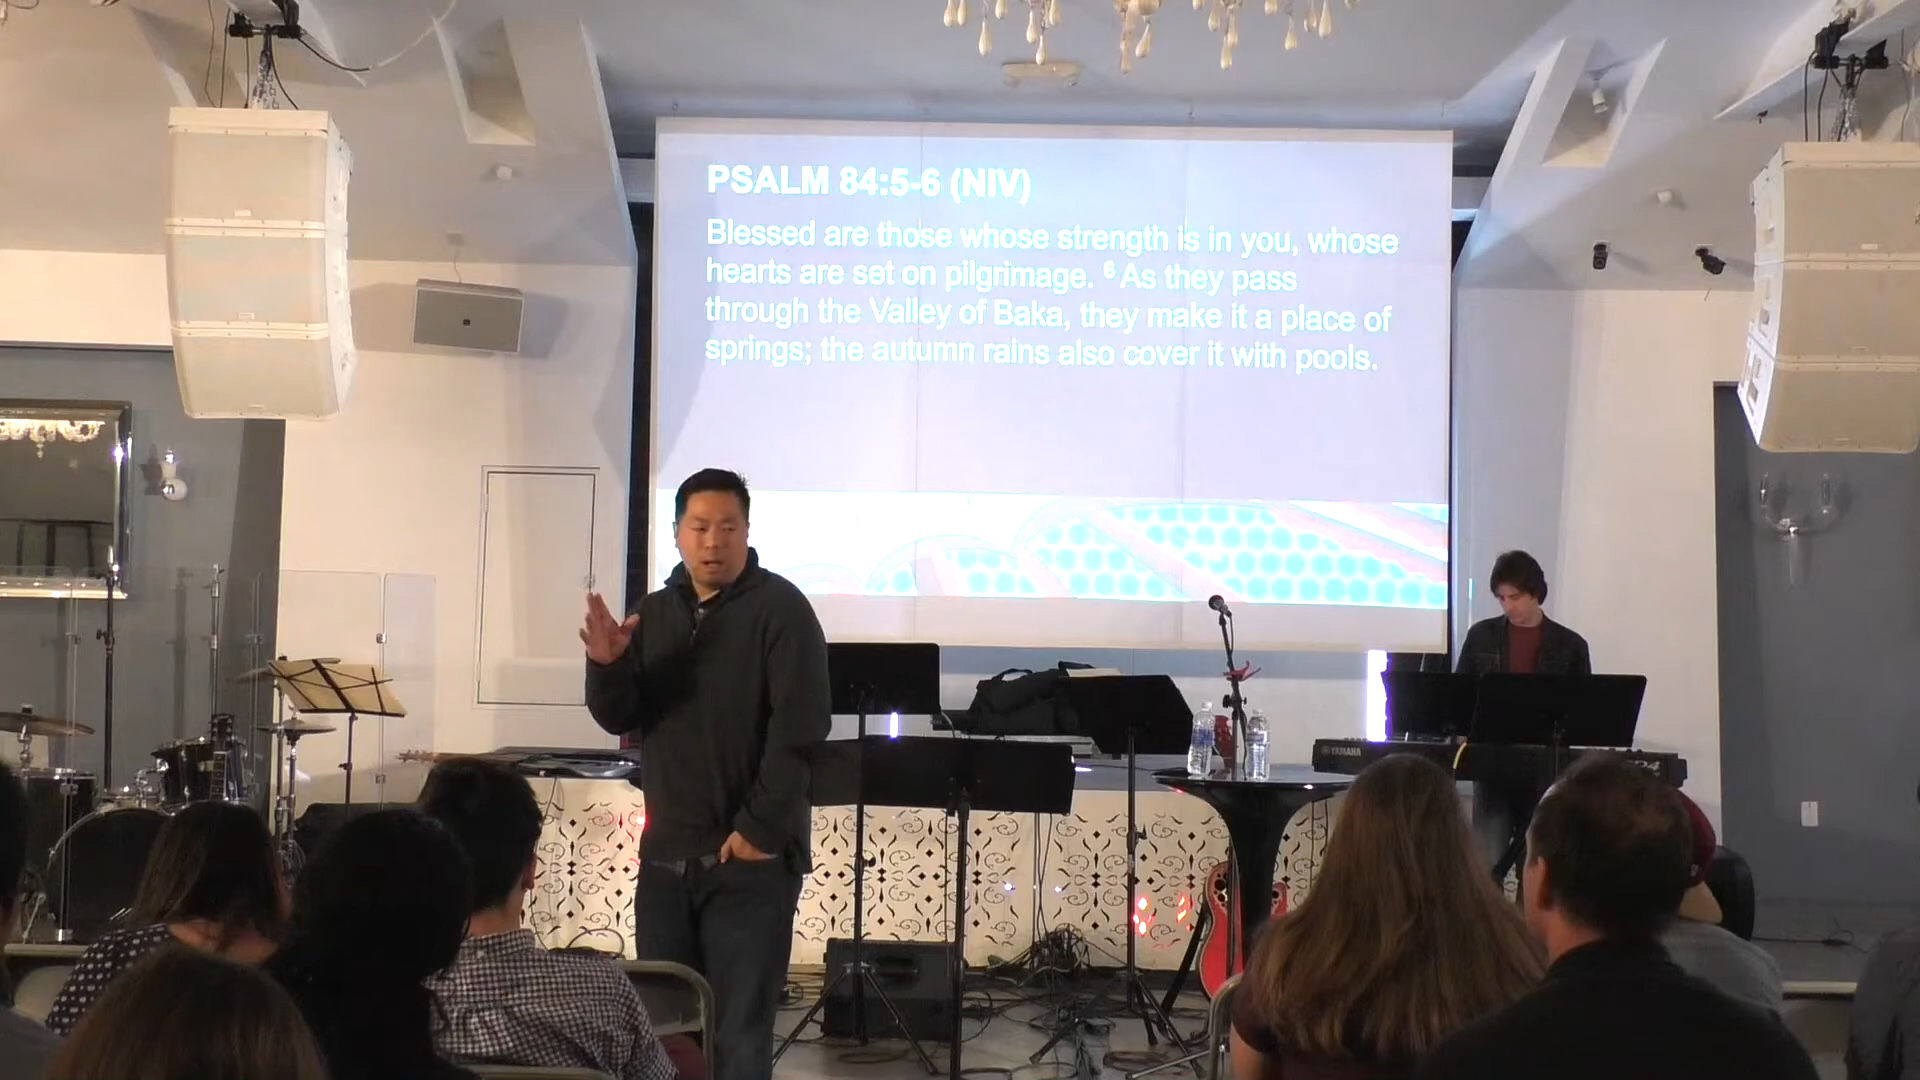 PSALM 84:5-6 (NIV)
Blessed are those whose strength is in you, whose
hearts are set on pilgrimage. 6 As they pass
through the Valley of Baka, they make it a place of
springs; the autumn rains also cover it with pools.
YAMAHA